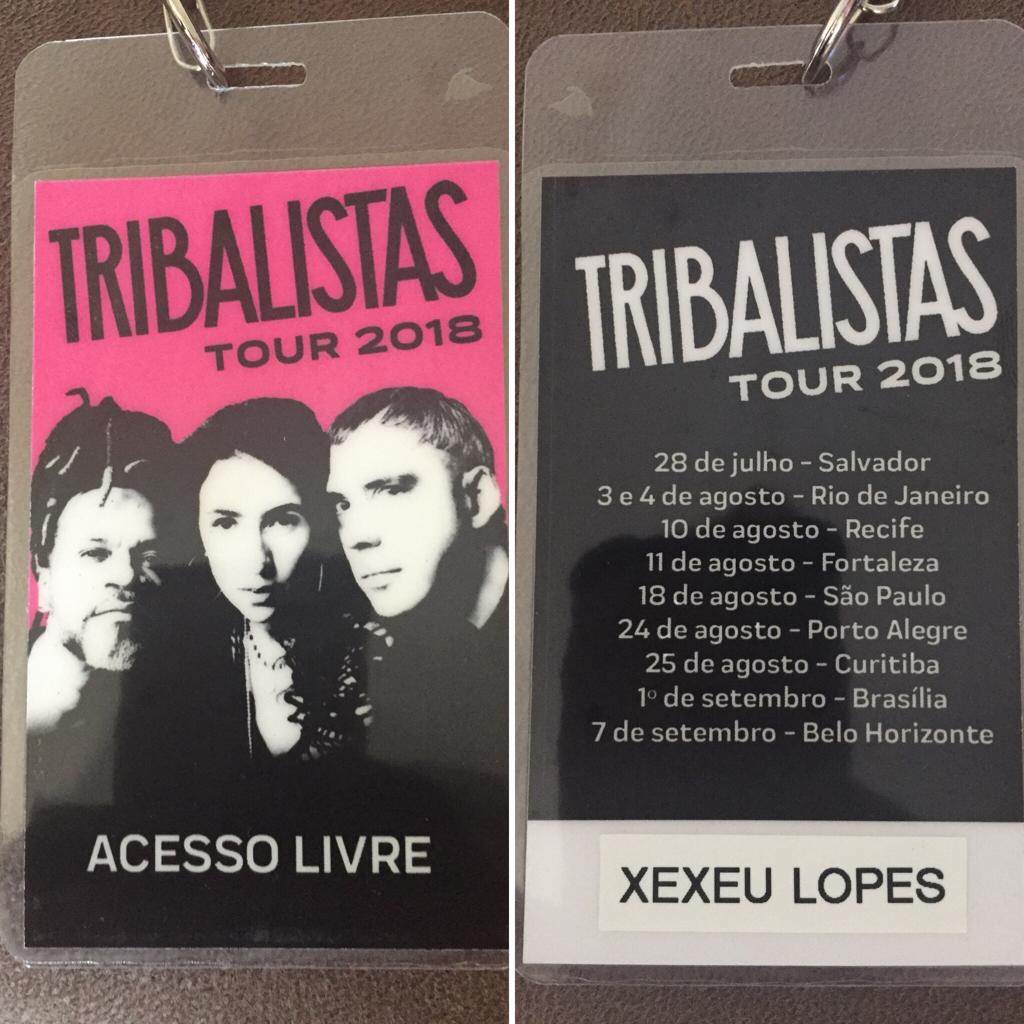 TRIBALISTAS
TOUR 2018
ACESSO LIVRE
TRIBALISTAS
TOUR 2018
28 de julho - Salvador
3 e 4 de agosto - Rio de Janeiro
10 de agosto - Recife
11 de agosto - Fortaleza
18 de agosto - São Paulo
24 de agosto - Porto Alegre
25 de agosto - Curitiba
1º de setembro - Brasília
7 de setembro - Belo Horizonte
XEXEU LOPES